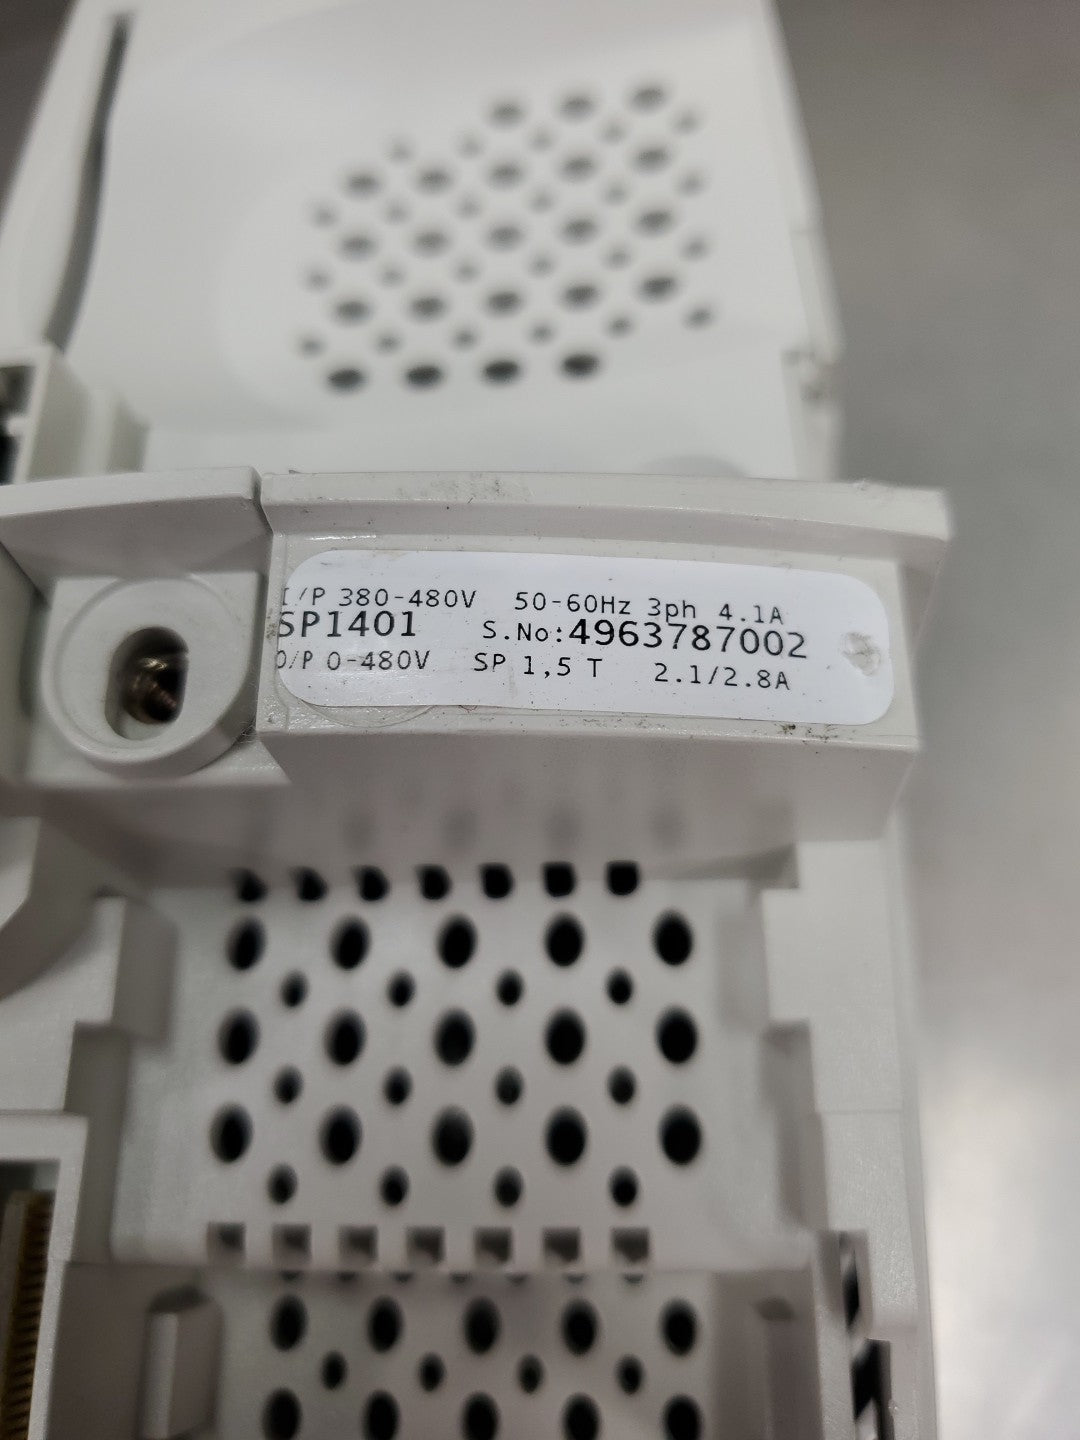 I/P 380-480V 50-60Hz 3ph 4.1A
SP1401 S.No:4963787002
O/P 0-480V SP 1,5 T 2.1/2.8A